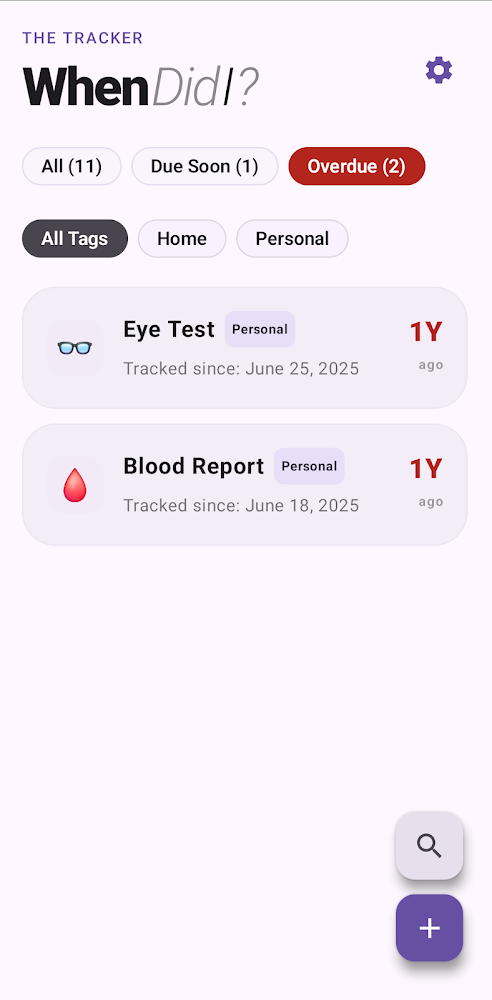 THE TRACKER
WhenDidI?
All (11) Due Soon (1) Overdue (2)
All Tags Home Personal
Eye Test Personal 1Y
Tracked since: June 25, 2025 ago
Blood Report Personal 1Y
Tracked since: June 18, 2025 ago